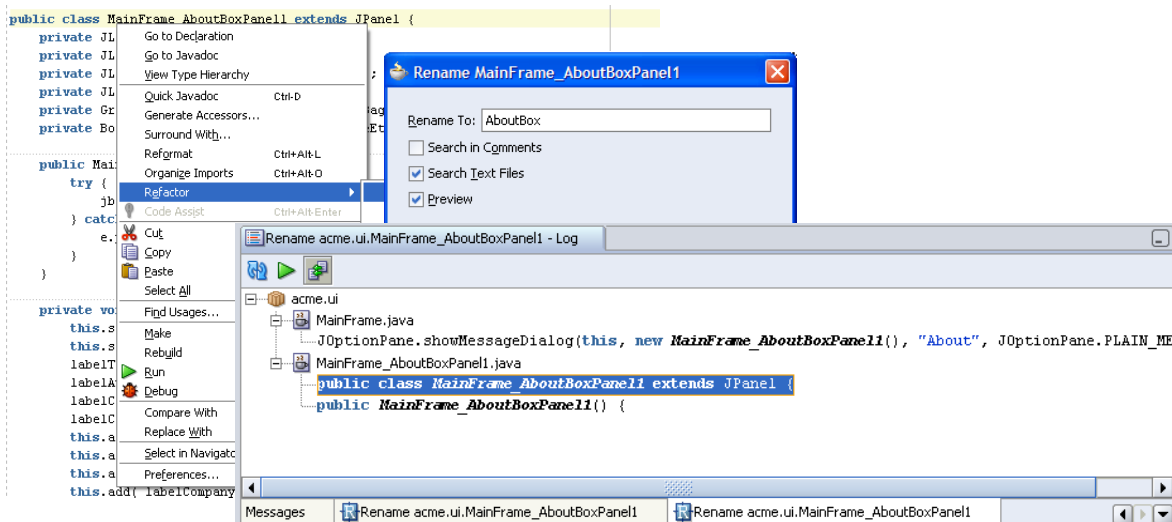 public class MainFrame_AboutBoxPanel1 extends JPanel {
private JL
private JL
private JL ;
private JL
private Gr Bag
private Bo eEt
public Mai
try {
jb
} catc
e.
}
}
private vo
this.s
this.s
labelT
labelA
labelC
labelC
this.a
this.a
this.a
this.add( labelCompany
Go to Declaration
Go to Javadoc
View Type Hierarchy
Quick Javadoc Ctrl-D
Generate Accessors...
Surround With...
Reformat Ctrl+Alt-L
Organize Imports Ctrl+Alt-O
Refactor
Code Assist Ctrl+Alt-Enter
Cut
Copy
Paste
Select All
Find Usages...
Make
Rebuild
Run
Debug
Compare With
Replace With
Select in Navigato
Preferences...
Rename MainFrame_AboutBoxPanel1
Rename To: AboutBox
Search in Comments
Search Text Files
Preview
Rename acme.ui.MainFrame_AboutBoxPanel1 - Log
acme.ui
MainFrame.java
JOptionPane.showMessageDialog(this, new MainFrame_AboutBoxPanel1(), "About", JOptionPane.PLAIN_ME
MainFrame_AboutBoxPanel1.java
public class MainFrame_AboutBoxPanel1 extends JPanel {
public MainFrame_AboutBoxPanel1() {
Messages Rename acme.ui.MainFrame_AboutBoxPanel1 Rename acme.ui.MainFrame_AboutBoxPanel1